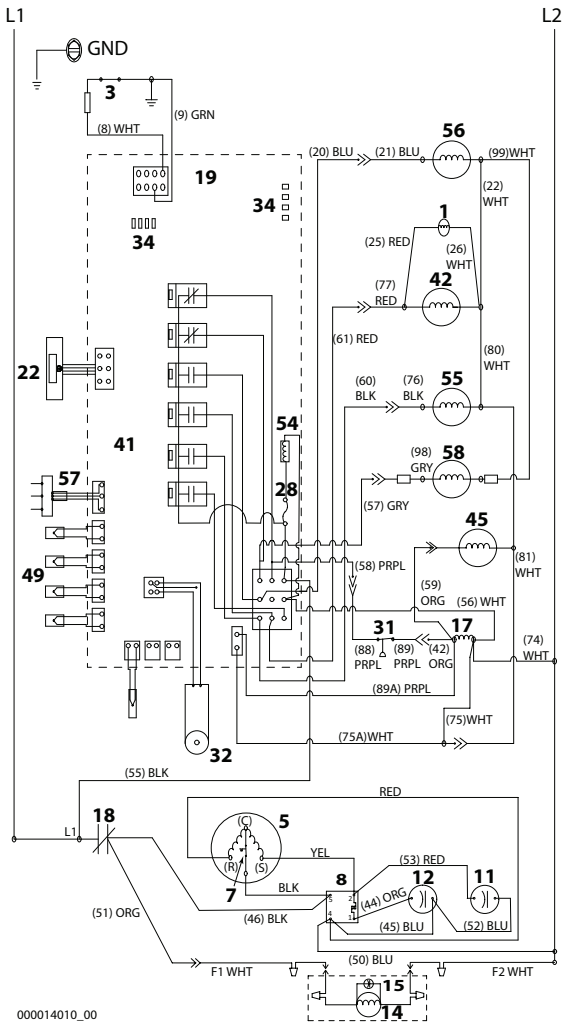 L1
L2
GND
3
(9) GRN
(8) WHT
19
34
34
(20) BLU
(21) BLU
56
(99)WHT
(22)
WHT
1
(25) RED
(26)
WHT
(77)
RED
42
(61) RED
(80)
WHT
22
(60)
BLK
(76)
BLK
55
41
54
(98)
GRY
58
28
57
(57) GRY
45
(58) PRPL
(81)
WHT
49
(59)
ORG
(56) WHT
31
17
(88)
PRPL
(89)
PRPL
(42)
ORG
(74)
WHT
(89A) PRPL
(75)WHT
(75A)WHT
32
(55) BLK
RED
18
L1
5
(C)
(R)
(S)
YEL
7
BLK
8
5
2
4
1
(53) RED
11
12
(44) ORG
(51) ORG
(46) BLK
(45) BLU
(52) BLU
(50) BLU
F1 WHT
F2 WHT
15
14
000014010_00